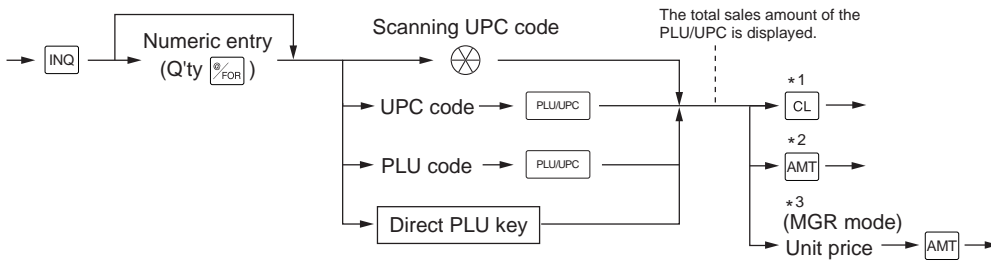 The total sales amount of the
PLU/UPC is displayed.
Scanning UPC code
Numeric entry
(Q'ty @/FOR )
INQ
UPC code
PLU/UPC
PLU code
PLU/UPC
Direct PLU key
*1
CL
*2
AMT
*3
(MGR mode)
Unit price
AMT